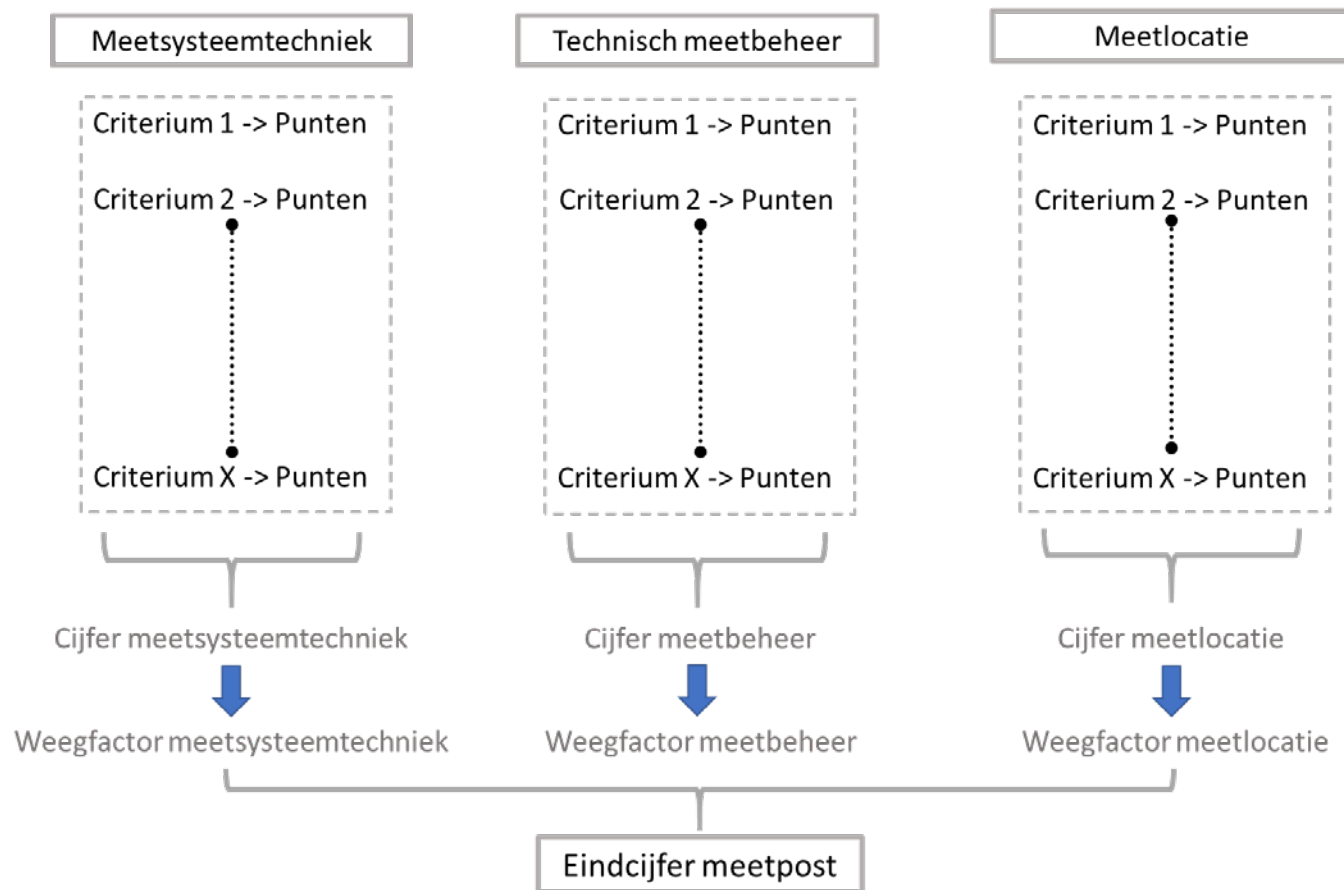 Meetsysteemtechniek
Criterium 1 -> Punten
Criterium 2 -> Punten
Criterium X -> Punten
Cijfer meetsysteemtechniek
Weegfactor meetsysteemtechniek
Technisch meetbeheer
Criterium 1 -> Punten
Criterium 2 -> Punten
Criterium X -> Punten
Cijfer meetbeheer
Weegfactor meetbeheer
Meetlocatie
Criterium 1 -> Punten
Criterium 2 -> Punten
Criterium X -> Punten
Cijfer meetlocatie
Weegfactor meetlocatie
Eindcijfer meetpost